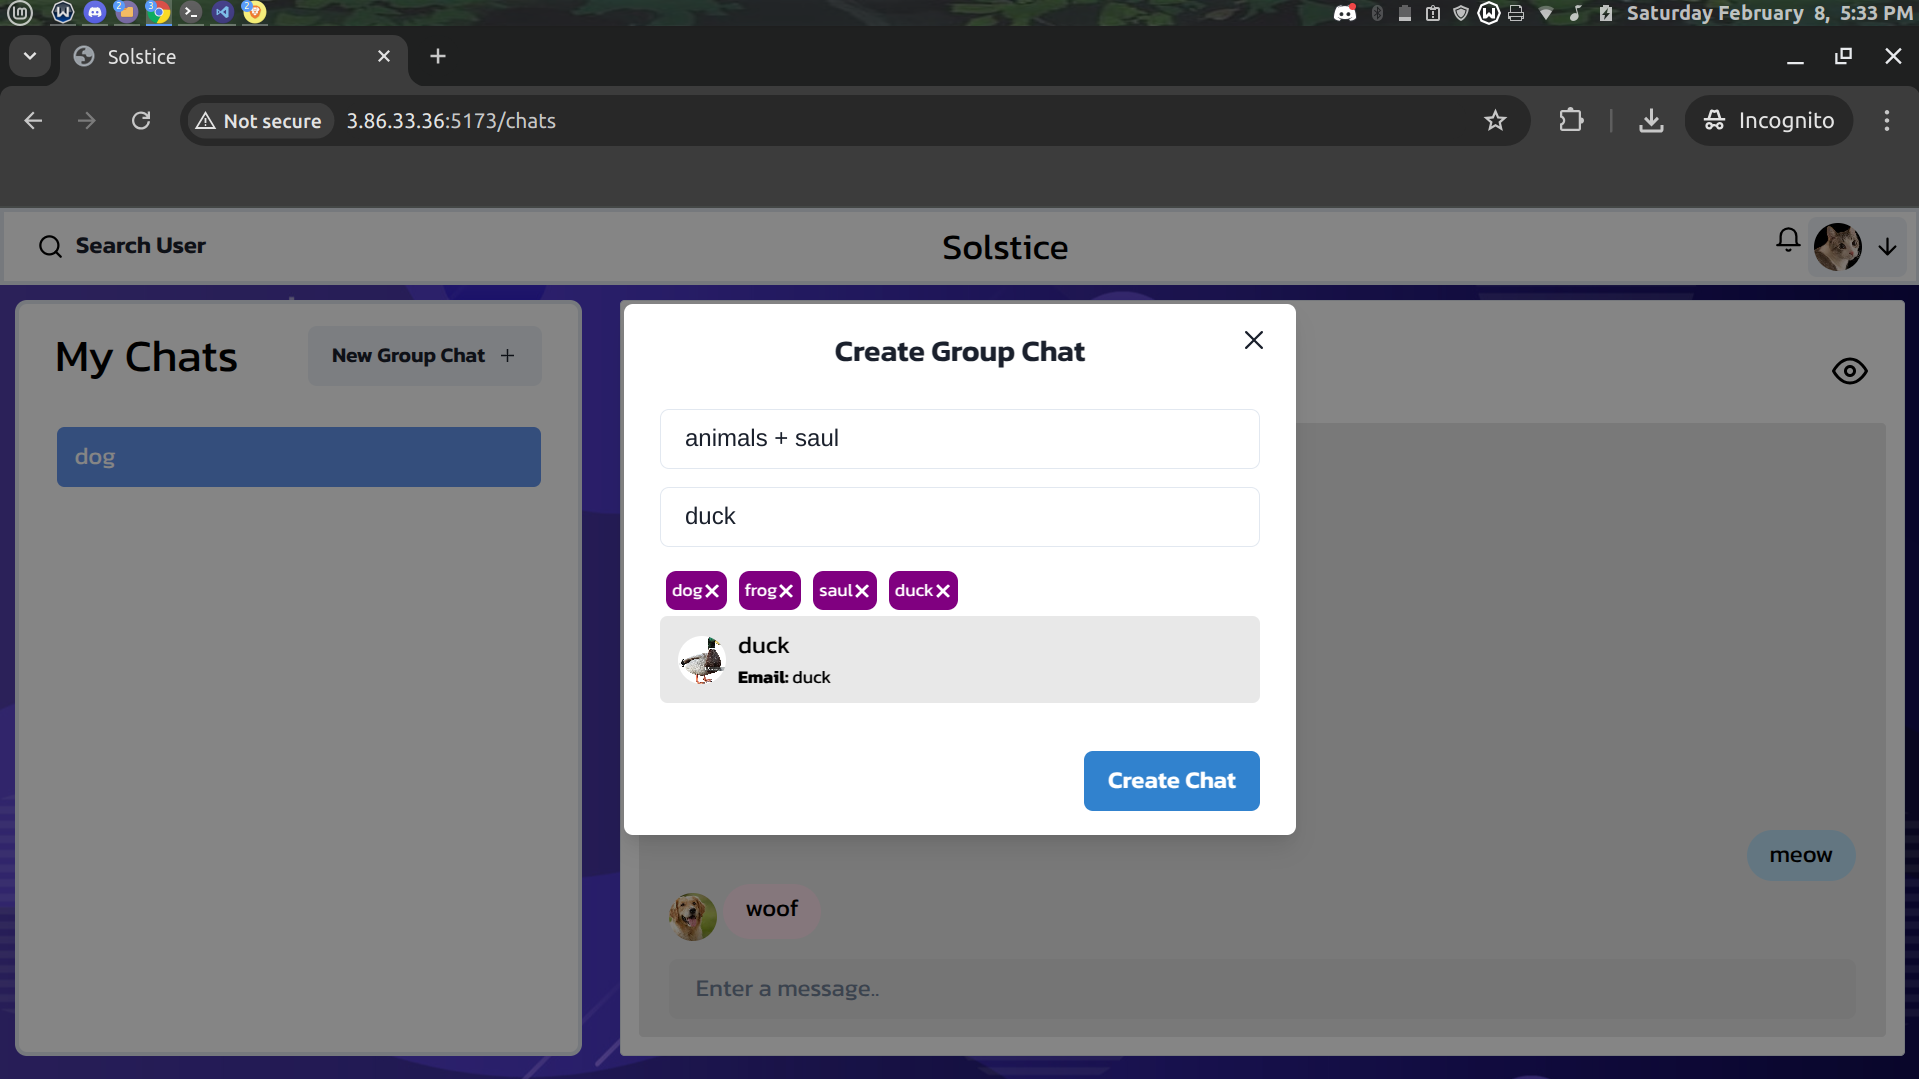 Saturday February 8, 5:33 PM
Solstice
Not secure 3.86.33.36:5173/chats
Incognito
Search User
Solstice
My Chats
New Group Chat +
dog
Create Group Chat
animals + saul
duck
dog frog saul duck
duck
Email: duck
Create Chat
meow
woof
Enter a message..